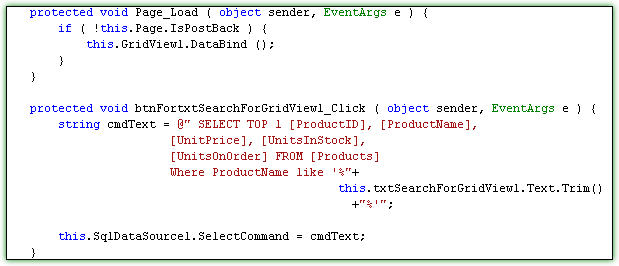 protected void Page_Load ( object sender, EventArgs e ) {
if ( !this.Page.IsPostBack ) {
this.GridView1.DataBind ();
}
}
protected void btnFortxtSearchForGridView1_Click ( object sender, EventArgs e ) {
string cmdText = @" SELECT TOP 1 [ProductID], [ProductName],
[UnitPrice], [UnitsInStock],
[UnitsOnOrder] FROM [Products]
Where ProductName like '%"+
this.txtSearchForGridView1.Text.Trim()
+"%'";
this.SqlDataSource1.SelectCommand = cmdText;
}